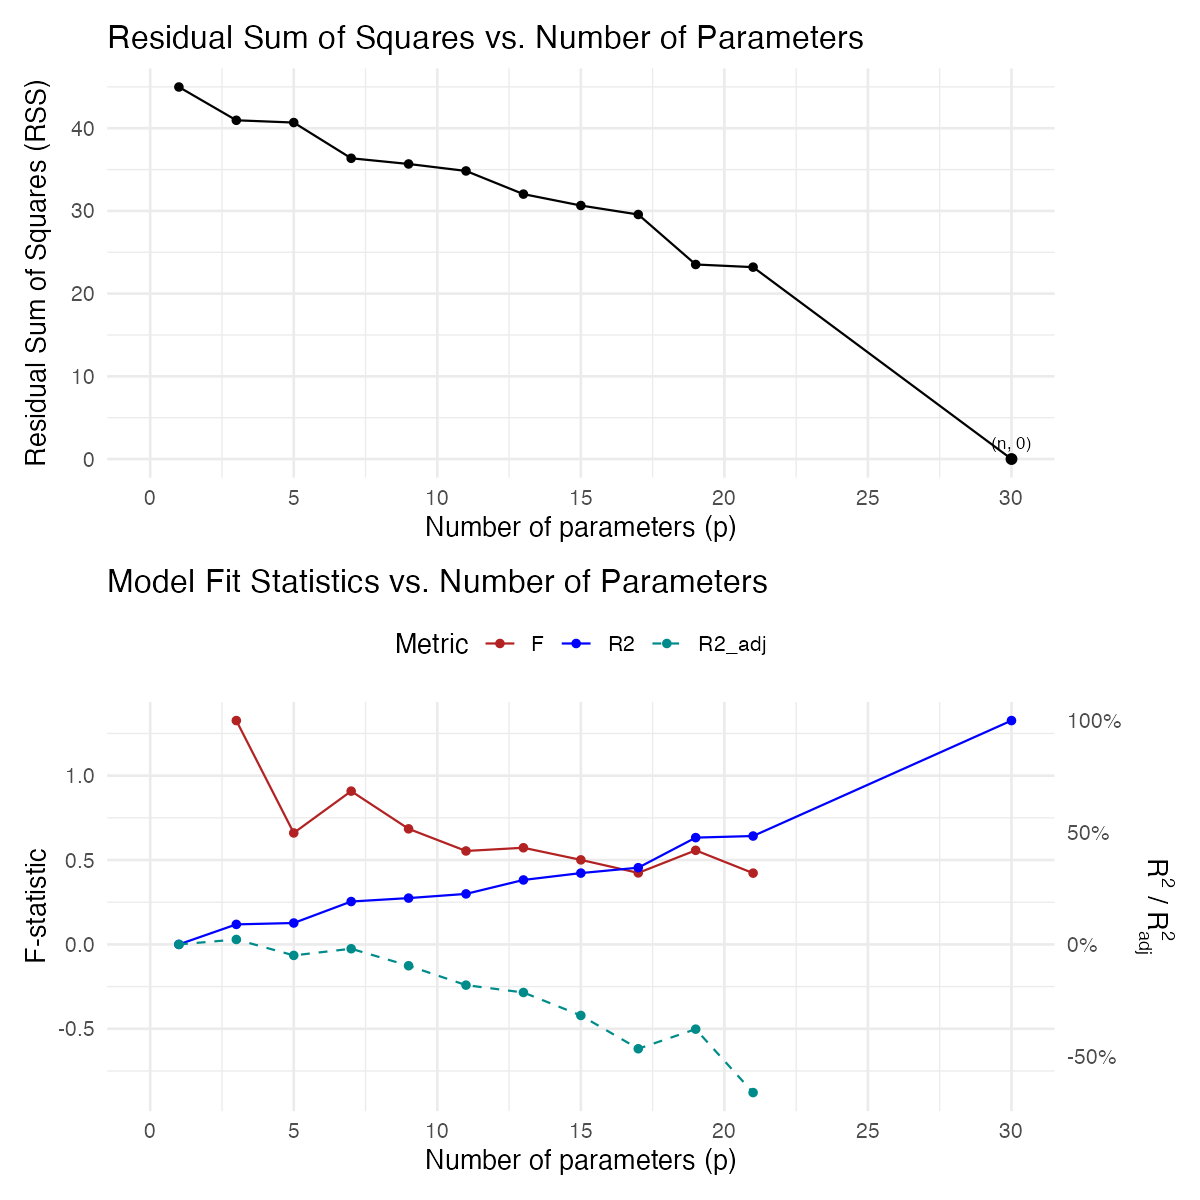 Residual Sum of Squares vs. Number of Parameters
Residual Sum of Squares (RSS)
40
30
20
10
0
(n, 0)
0 5 10 15 20 25 30
Number of parameters (p)
Model Fit Statistics vs. Number of Parameters
Metric F R2 R2_adj
F-statistic
1.0
0.5
0.0
-0.5
100%
50%
0%
-50%
R² / R²adj
0 5 10 15 20 25 30
Number of parameters (p)